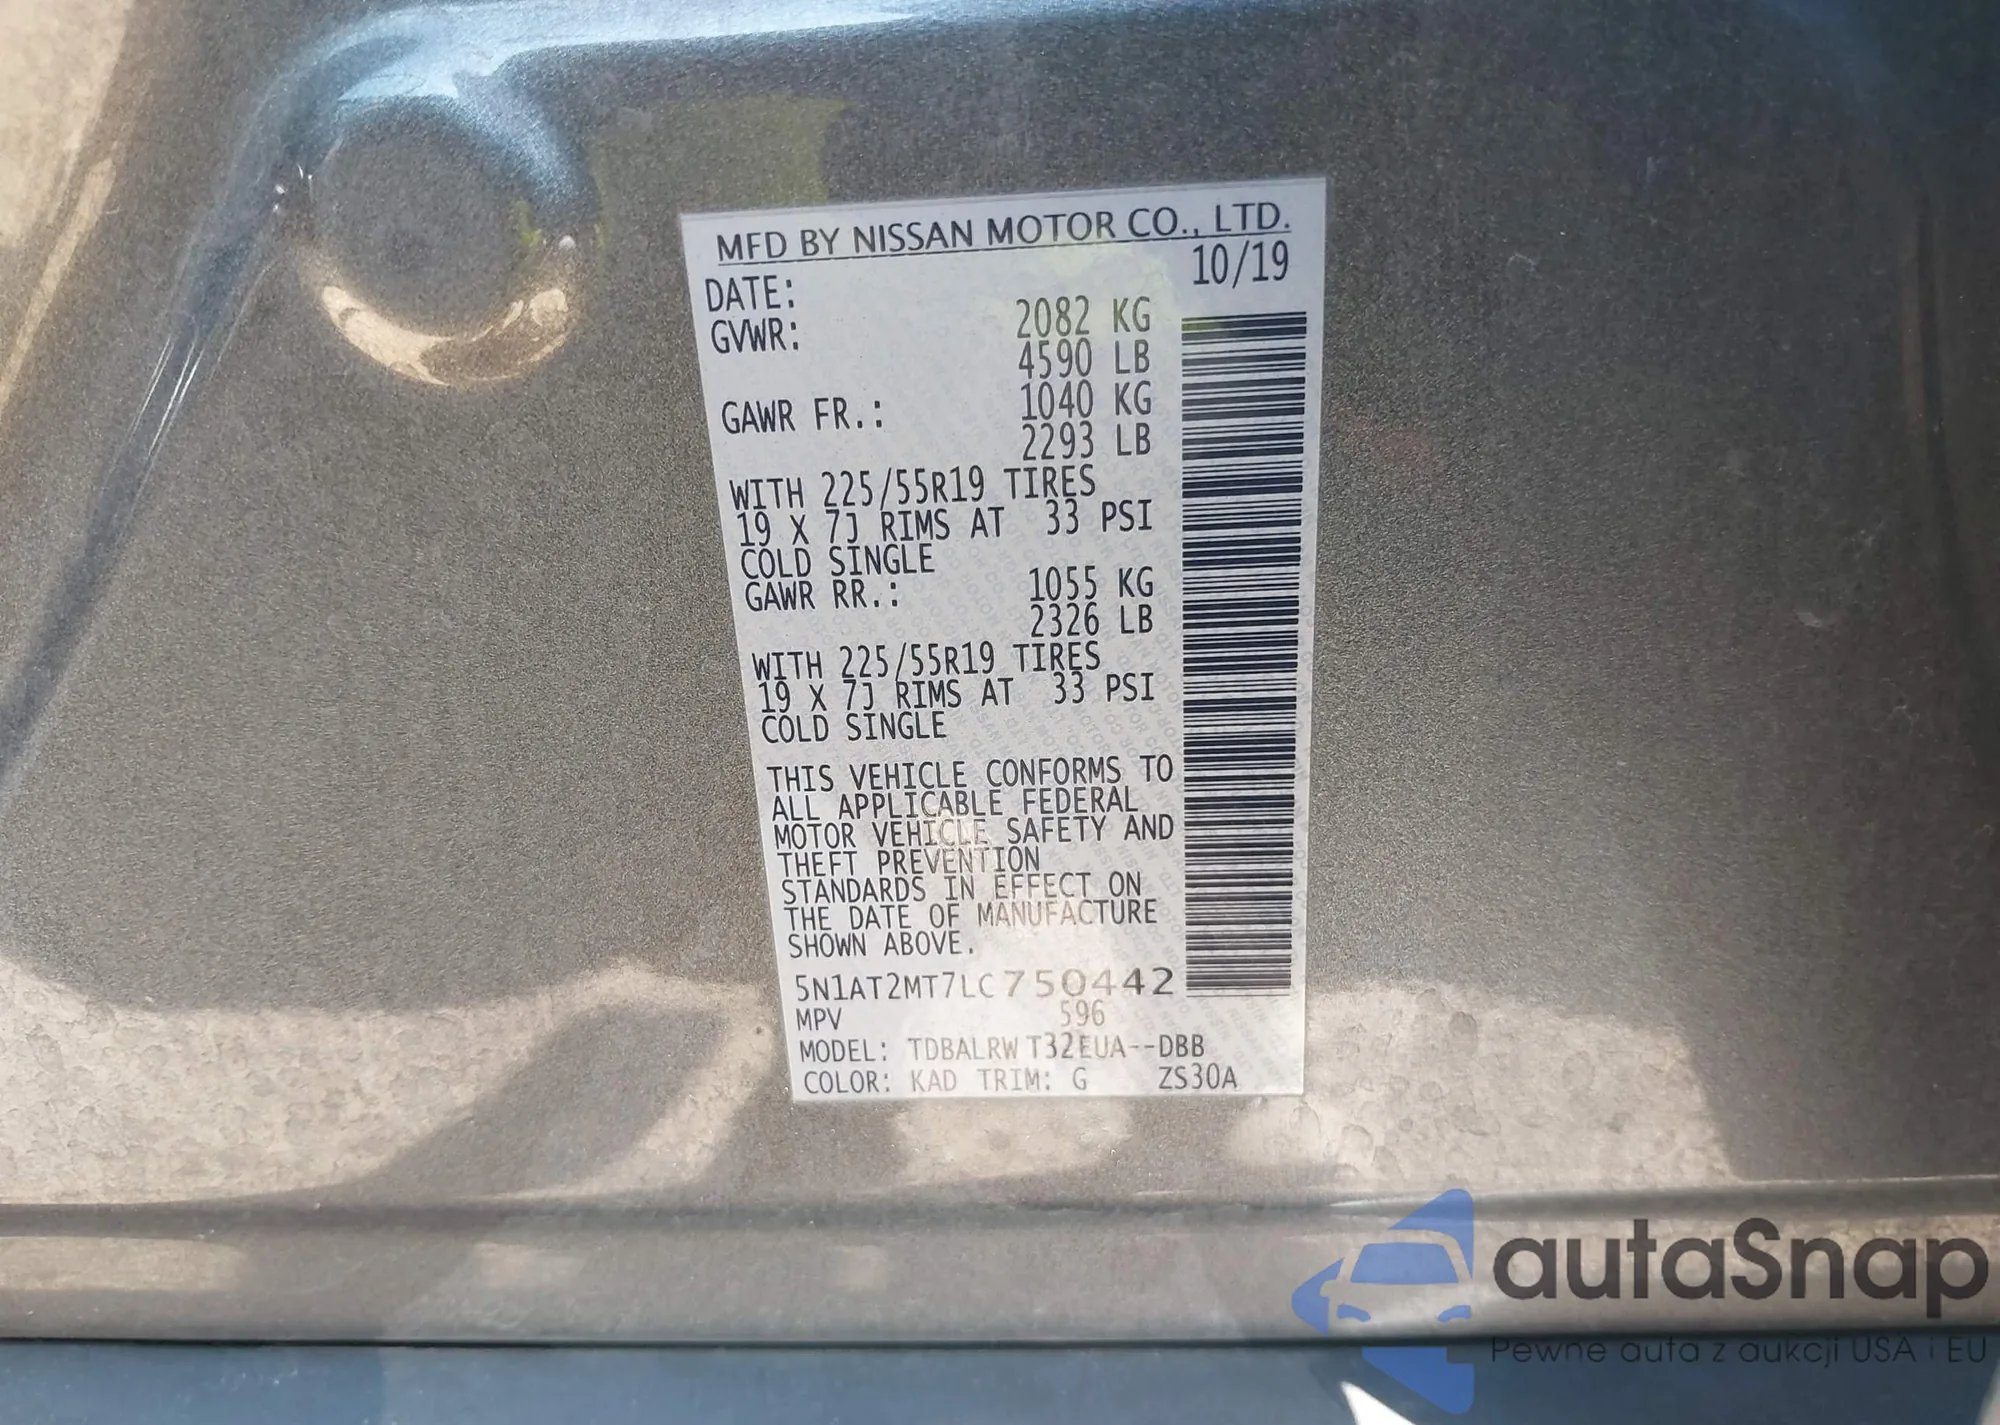 MFD BY NISSAN MOTOR CO., LTD.
DATE: 10/19
GVWR: 2082 KG
4590 LB
GAWR FR.: 1040 KG
2293 LB
WITH 225/55R19 TIRES
19 X 7J RIMS AT 33 PSI
COLD SINGLE
GAWR RR.: 1055 KG
2326 LB
WITH 225/55R19 TIRES
19 X 7J RIMS AT 33 PSI
COLD SINGLE
THIS VEHICLE CONFORMS TO
ALL APPLICABLE FEDERAL
MOTOR VEHICLE SAFETY AND
THEFT PREVENTION
STANDARDS IN EFFECT ON
THE DATE OF MANUFACTURE
SHOWN ABOVE.
5N1AT2MT7LC750442
MPV 596
MODEL: TDBALRW T32EUA--DBB
COLOR: KAD TRIM: G ZS30A
autaSnap
Pewne auta z aukcji USA i EU